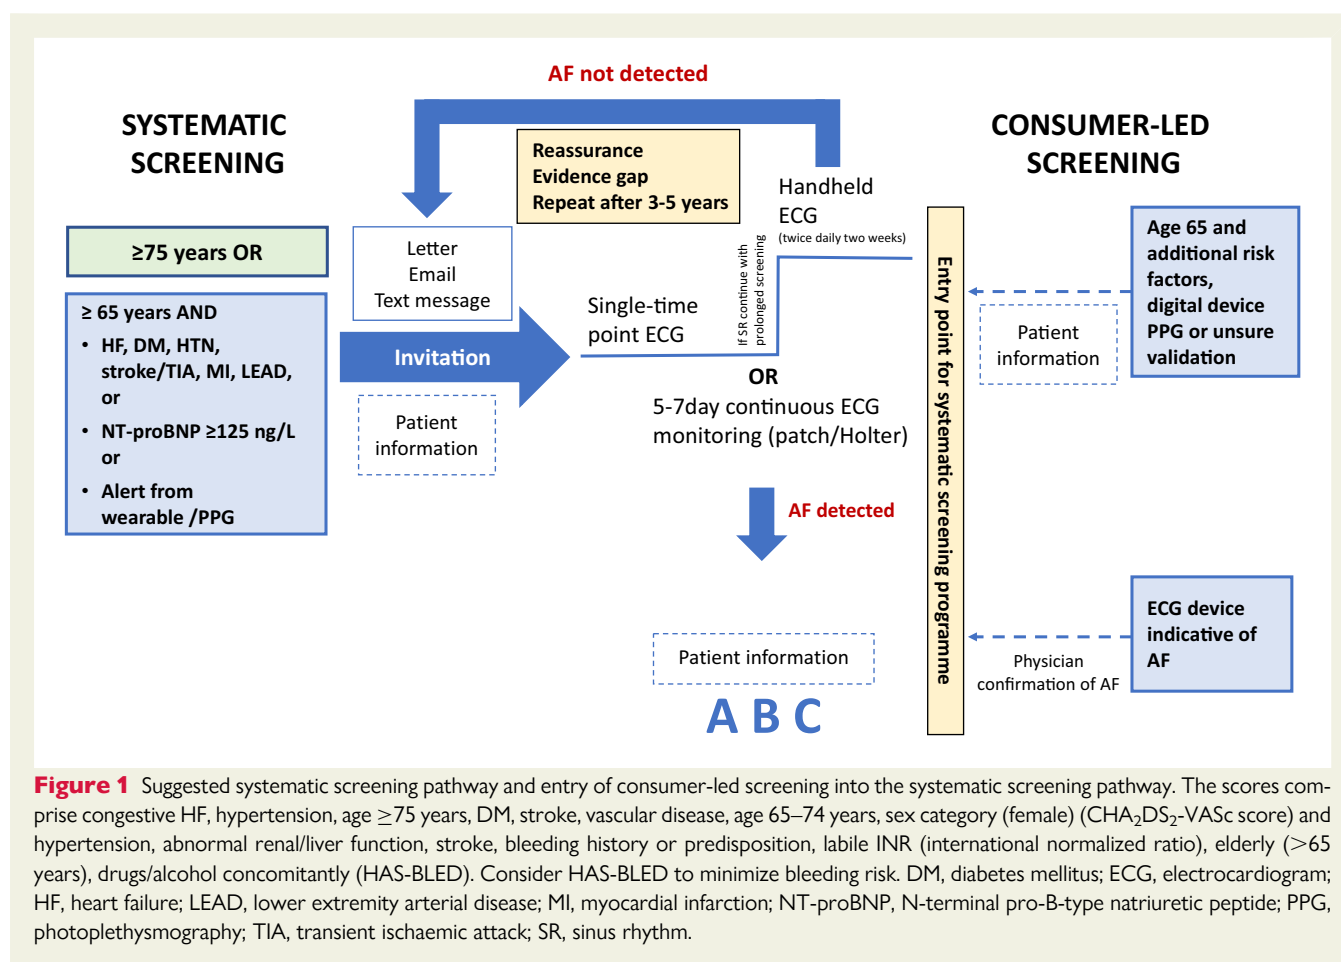 AF not detected
SYSTEMATIC
SCREENING
CONSUMER-LED
SCREENING
Reassurance
Evidence gap
Repeat after 3-5 years
≥75 years OR
≥ 65 years AND
• HF, DM, HTN,
stroke/TIA, MI, LEAD,
or
• NT-proBNP ≥125 ng/L
or
• Alert from
wearable /PPG
Letter
Email
Text message
Invitation
Patient
information
Single-time
point ECG
If SR continue with
prolonged screening
Handheld
ECG
(twice daily two weeks)
OR
5-7day continuous ECG
monitoring (patch/Holter)
AF detected
Patient information
A B C
Entry point for systematic screening programme
Age 65 and
additional risk
factors,
digital device
PPG or unsure
validation
Patient
information
ECG device
indicative of
AF
Physician
confirmation of AF
Figure 1 Suggested systematic screening pathway and entry of consumer-led screening into the systematic screening pathway. The scores com-
prise congestive HF, hypertension, age ≥75 years, DM, stroke, vascular disease, age 65–74 years, sex category (female) (CHA₂DS₂-VASc score) and
hypertension, abnormal renal/liver function, stroke, bleeding history or predisposition, labile INR (international normalized ratio), elderly (>65
years), drugs/alcohol concomitantly (HAS-BLED). Consider HAS-BLED to minimize bleeding risk. DM, diabetes mellitus; ECG, electrocardiogram;
HF, heart failure; LEAD, lower extremity arterial disease; MI, myocardial infarction; NT-proBNP, N-terminal pro-B-type natriuretic peptide; PPG,
photoplethysmography; TIA, transient ischaemic attack; SR, sinus rhythm.